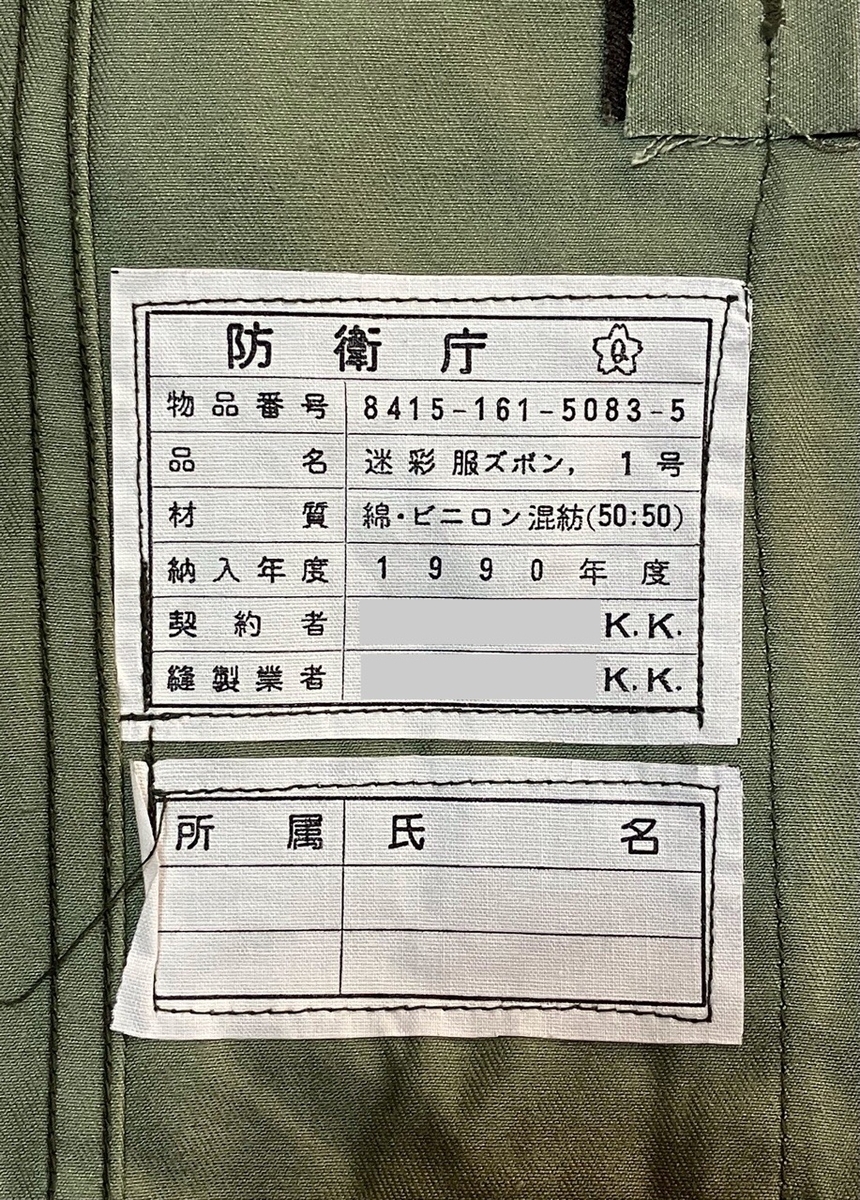 防衛庁
物品番号 8415-161-5083-5
品名 迷彩服ズボン, 1号
材質 綿・ビニロン混紡(50:50)
納入年度 1990年度
契約者 K.K.
縫製業者 K.K.
所属 氏名